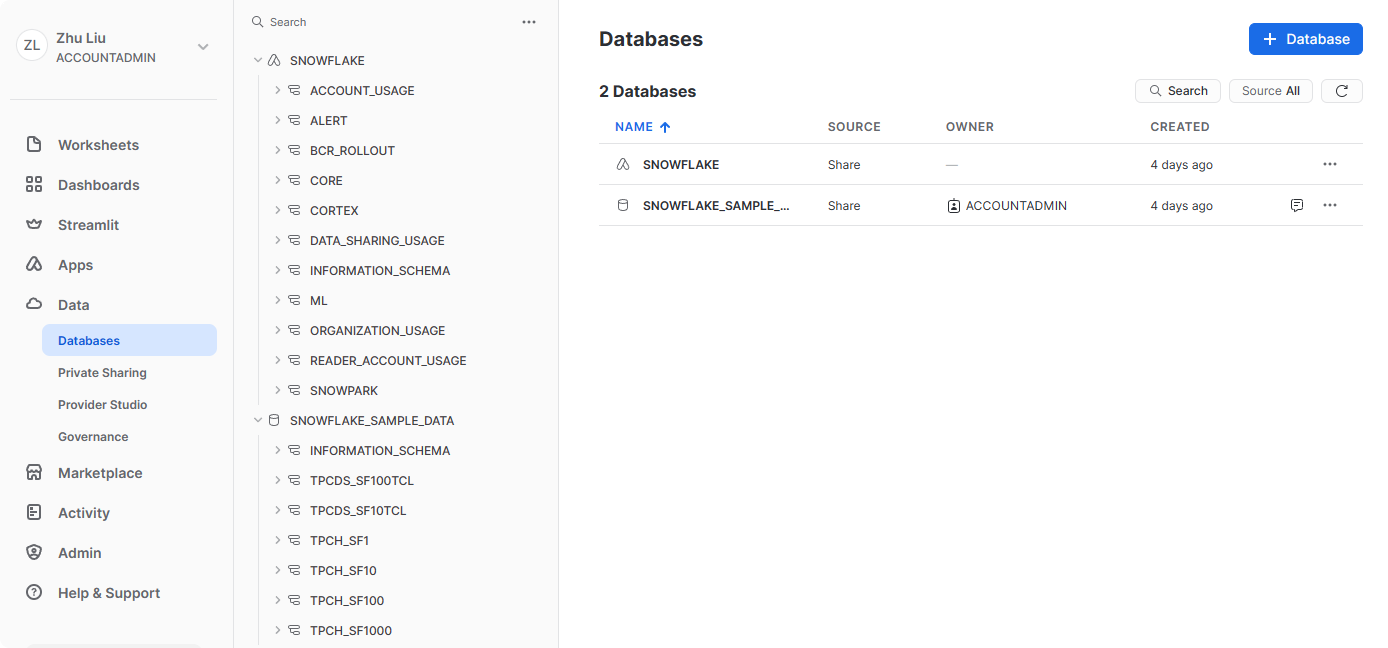 ZL
Zhu Liu
ACCOUNTADMIN
Worksheets
Dashboards
Streamlit
Apps
Data
Databases
Private Sharing
Provider Studio
Governance
Marketplace
Activity
Admin
Help & Support
Search
SNOWFLAKE
ACCOUNT_USAGE
ALERT
BCR_ROLLOUT
CORE
CORTEX
DATA_SHARING_USAGE
INFORMATION_SCHEMA
ML
ORGANIZATION_USAGE
READER_ACCOUNT_USAGE
SNOWPARK
SNOWFLAKE_SAMPLE_DATA
INFORMATION_SCHEMA
TPCDS_SF100TCL
TPCDS_SF10TCL
TPCH_SF1
TPCH_SF10
TPCH_SF100
TPCH_SF1000
Databases
+ Database
2 Databases
Search
Source All
NAME SOURCE OWNER CREATED
SNOWFLAKE Share — 4 days ago
SNOWFLAKE_SAMPLE_... Share ACCOUNTADMIN 4 days ago